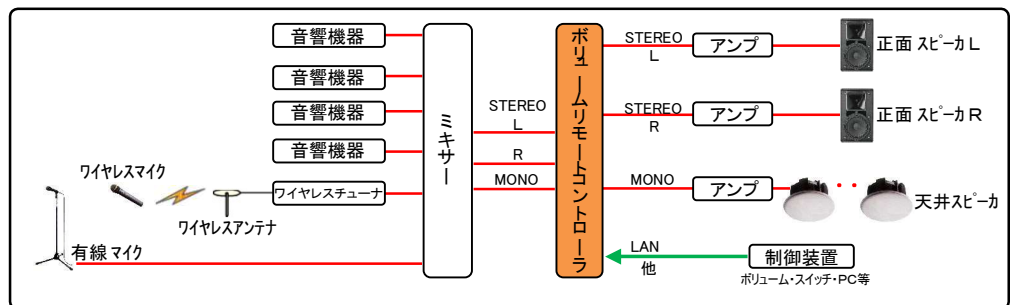 音響機器
音響機器
音響機器
音響機器
ワイヤレスマイク
ワイヤレスアンテナ
ワイヤレスチューナ
有線マイク
ミキサー
STEREO
L
R
MONO
ボリュームリモートコントローラ
STEREO
L
アンプ
正面スピーカL
STEREO
R
アンプ
正面スピーカR
MONO
アンプ
天井スピーカ
LAN
他
制御装置
ボリューム・スイッチ・PC等